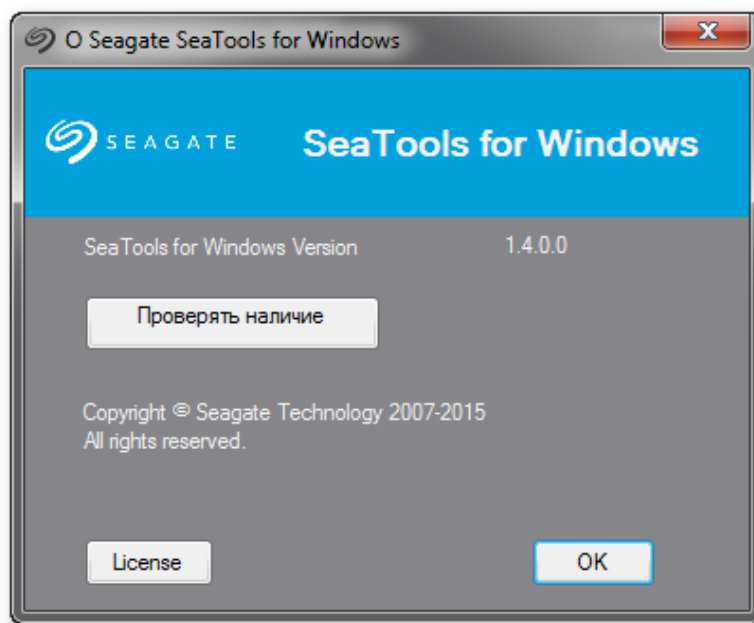 О Seagate SeaTools for Windows
SEAGATE
SeaTools for Windows
SeaTools for Windows Version 1.4.0.0
Проверять наличие
Copyright © Seagate Technology 2007-2015
All rights reserved.
License
OK